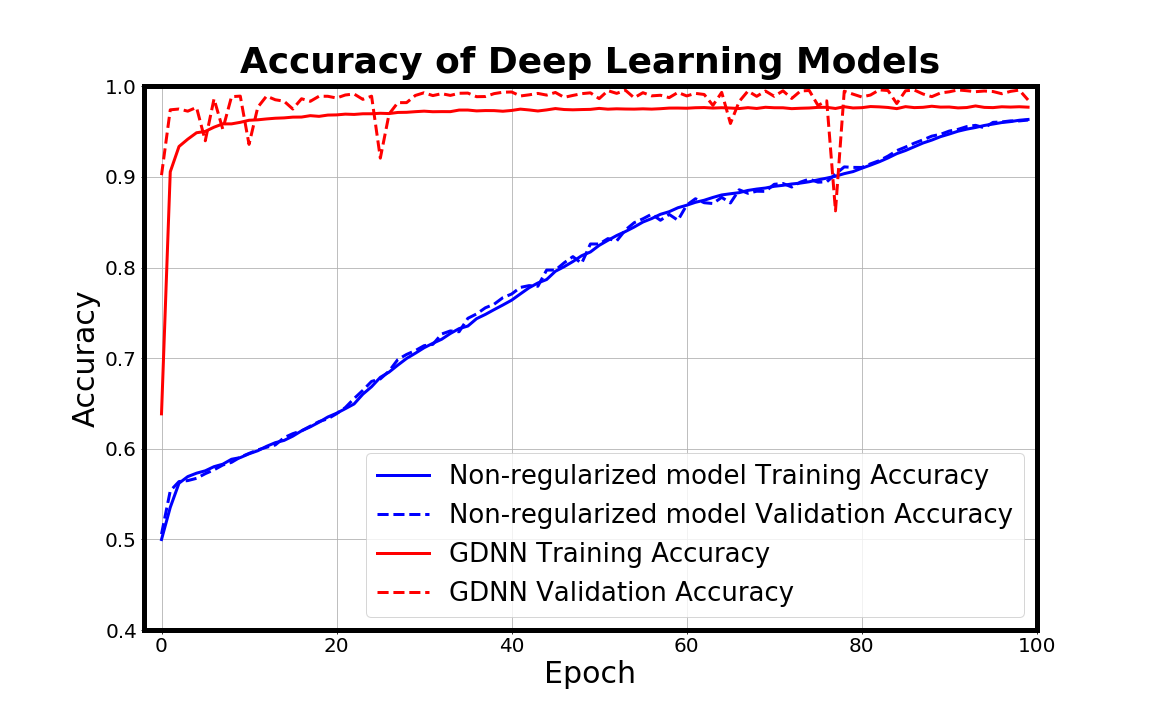 Accuracy of Deep Learning Models
1.0
0.9
0.8
0.7
0.6
0.5
0.4
Accuracy
Non-regularized model Training Accuracy
Non-regularized model Validation Accuracy
GDNN Training Accuracy
GDNN Validation Accuracy
0 20 40 60 80 100
Epoch